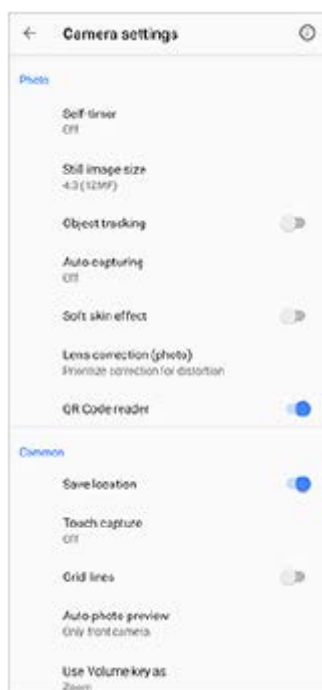 Camera settings
Photo
Self-timer
Off
Still image size
4:3 (12MP)
Object tracking
Auto capturing
Off
Soft skin effect
Lens correction (photo)
Prioritize correction for distortion
QR Code reader
Common
Save location
Touch capture
Off
Grid lines
Auto photo preview
Only front camera
Use Volume key as
Zoom